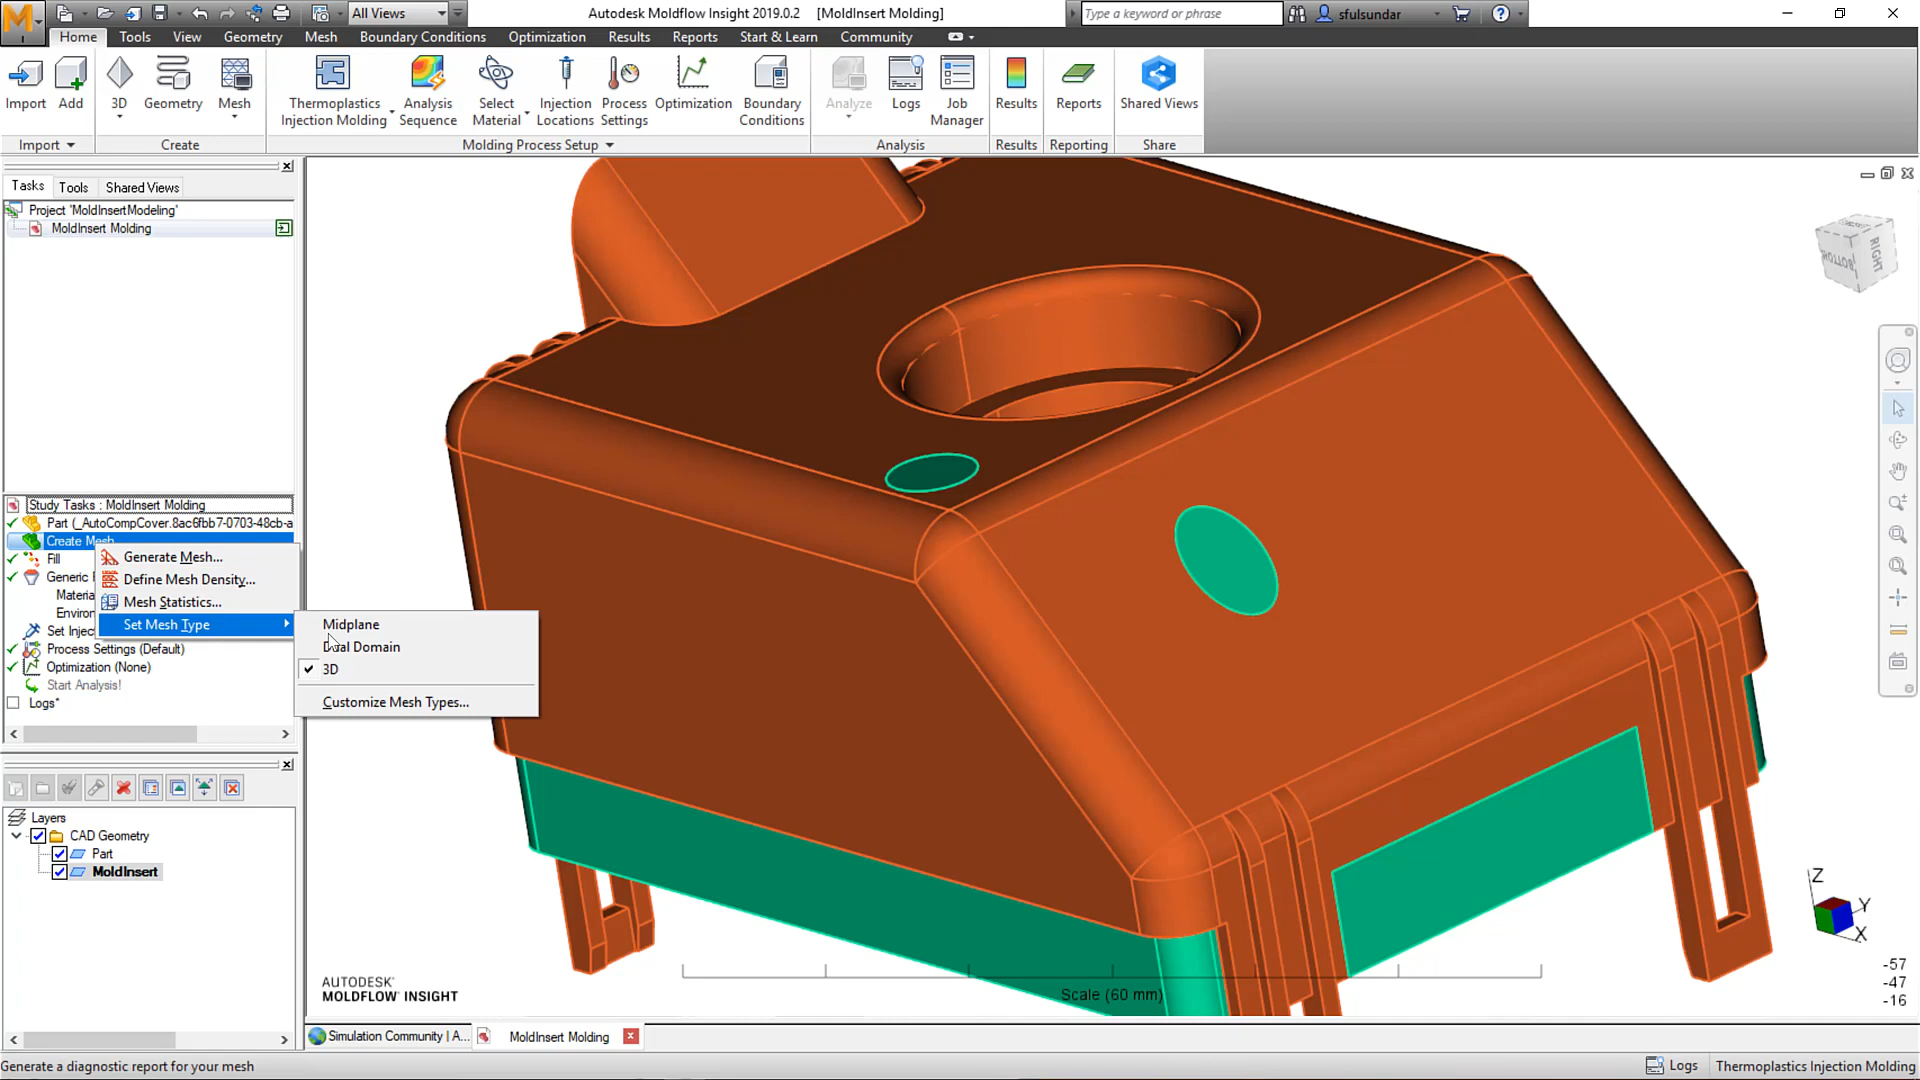 All Views
Autodesk Moldflow Insight 2019.0.2 [MoldInsert Molding]
Type a keyword or phrase
sfulsundar
Home Tools View Geometry Mesh Boundary Conditions Optimization Results Reports Start & Learn Community
Import Add 3D Geometry Mesh
Thermoplastics Injection Molding
Analysis Sequence
Select Material
Injection Locations
Process Settings
Optimization
Boundary Conditions
Analyze
Logs
Job Manager
Results
Reports
Shared Views
Import Create Molding Process Setup Analysis Results Reporting Share
Tasks Tools Shared Views
Project 'MoldInsertModeling'
MoldInsert Molding
Study Tasks : MoldInsert Molding
Part (_AutoCompCover.8ac6fbb7-0703-48cb-a
Create Mesh
Fill
Generic
Materia
Environ
Set Inject
Process Settings (Default)
Optimization (None)
Start Analysis!
Logs*
Generate Mesh...
Define Mesh Density...
Mesh Statistics...
Set Mesh Type
Midplane
Dual Domain
3D
Customize Mesh Types...
Layers
CAD Geometry
Part
MoldInsert
BOTTOM
RIGHT
Z
Y
X
-57
-47
-16
AUTODESK®
MOLDFLOW INSIGHT
Scale (60 mm)
Simulation Community | A...
MoldInsert Molding
Generate a diagnostic report for your mesh
Logs
Thermoplastics Injection Molding